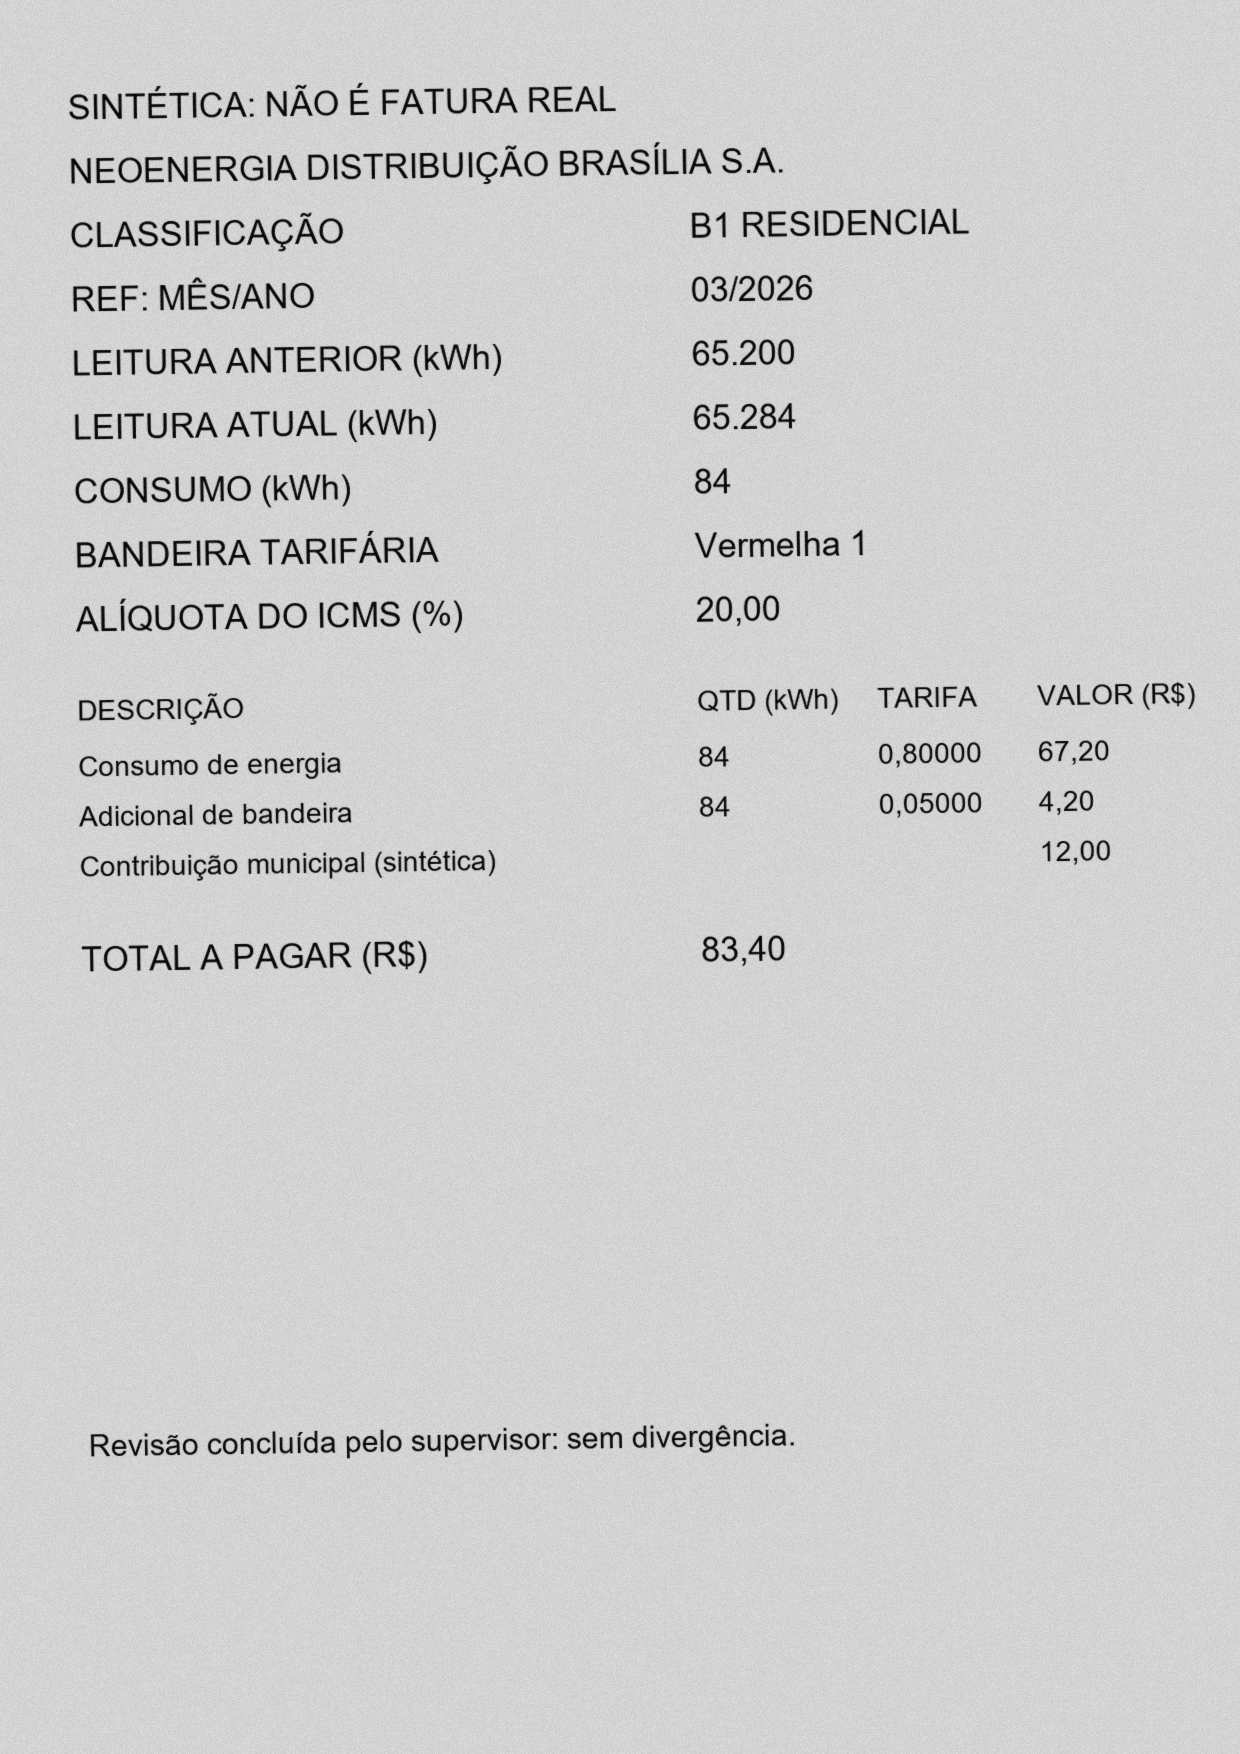 SINTÉTICA: NÃO É FATURA REAL
NEOENERGIA DISTRIBUIÇÃO BRASÍLIA S.A.
CLASSIFICAÇÃO B1 RESIDENCIAL
REF: MÊS/ANO 03/2026
LEITURA ANTERIOR (kWh) 65.200
LEITURA ATUAL (kWh) 65.284
CONSUMO (kWh) 84
BANDEIRA TARIFÁRIA Vermelha 1
ALÍQUOTA DO ICMS (%) 20,00
DESCRIÇÃO QTD (kWh) TARIFA VALOR (R$)
Consumo de energia 84 0,80000 67,20
Adicional de bandeira 84 0,05000 4,20
Contribuição municipal (sintética) 12,00
TOTAL A PAGAR (R$) 83,40
Revisão concluída pelo supervisor: sem divergência.